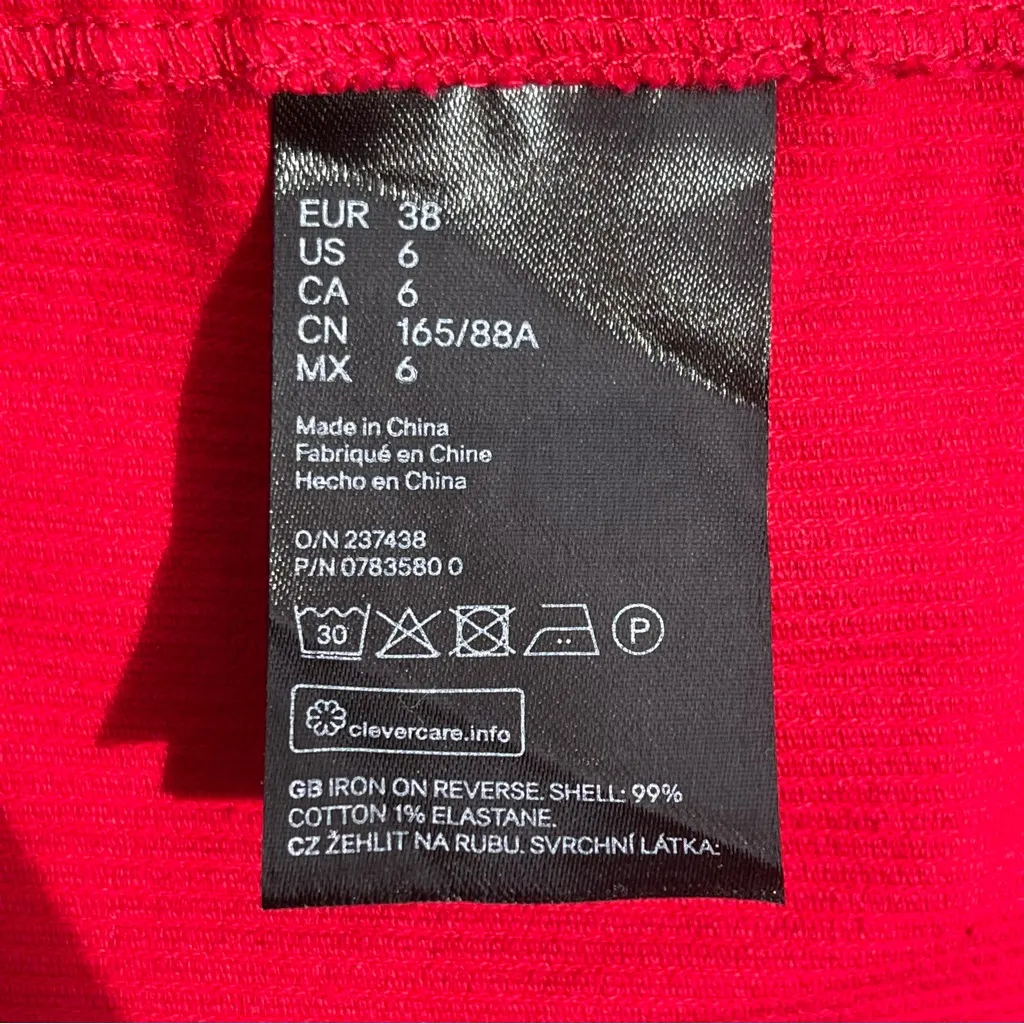 EUR 38
US 6
CA 6
CN 165/88A
MX 6
Made in China
Fabriqué en Chine
Hecho en China
O/N 237438
P/N 0783580 0
30 P
clevercare.info
GB IRON ON REVERSE. SHELL: 99%
COTTON 1% ELASTANE.
CZ ŽEHLIT NA RUBU. SVRCHNÍ LÁTKA: